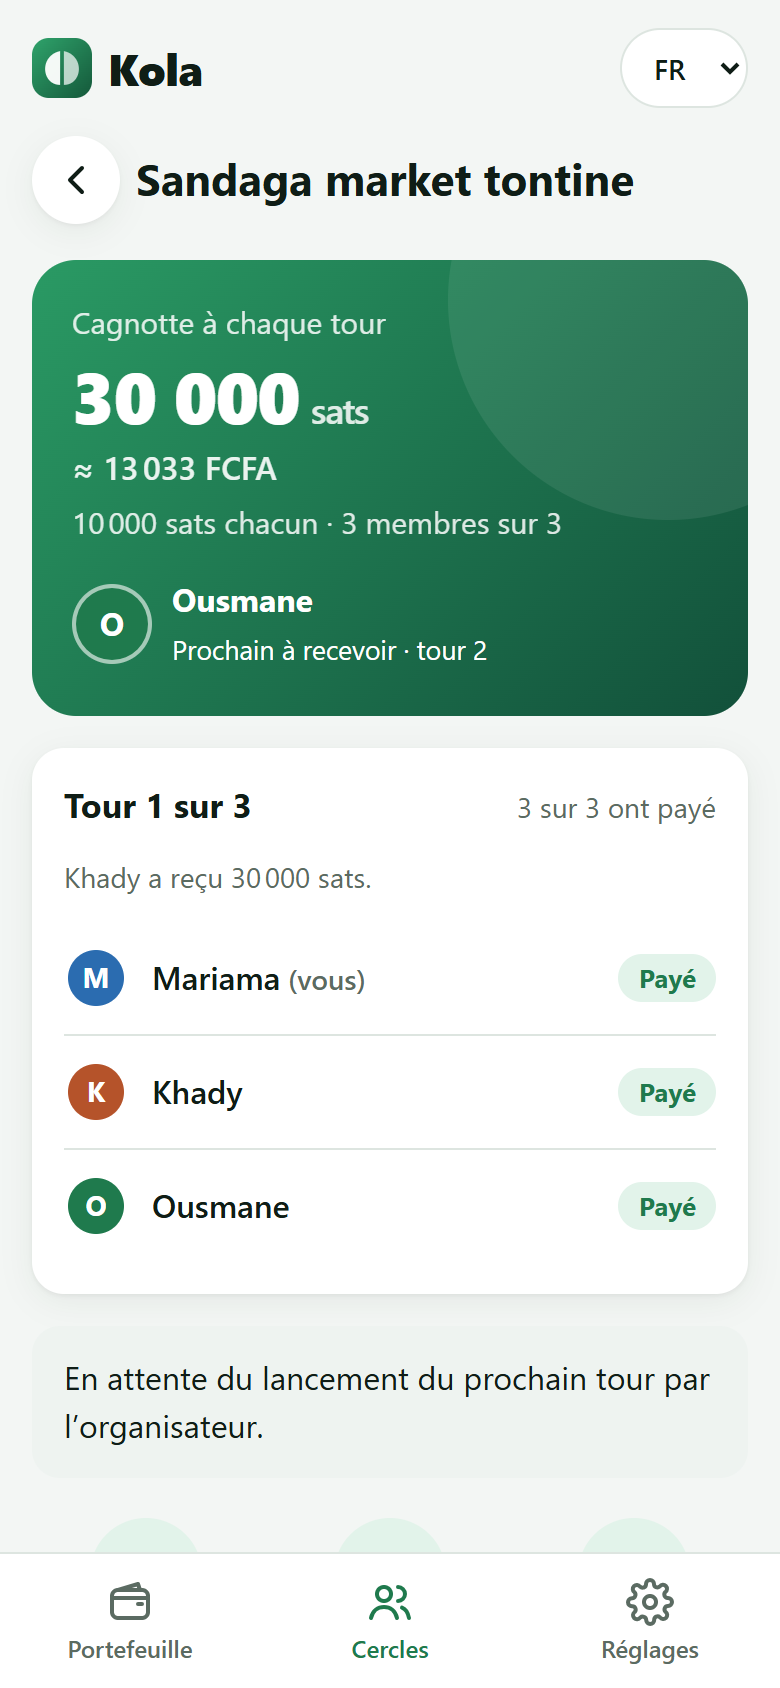 Kola
FR
Sandaga market tontine
Cagnotte à chaque tour
30 000 sats
≈ 13 033 FCFA
10 000 sats chacun · 3 membres sur 3
O
Ousmane
Prochain à recevoir · tour 2
Tour 1 sur 3
3 sur 3 ont payé
Khady a reçu 30 000 sats.
M
Mariama (vous)
Payé
K
Khady
Payé
O
Ousmane
Payé
En attente du lancement du prochain tour par
l’organisateur.
Portefeuille
Cercles
Réglages